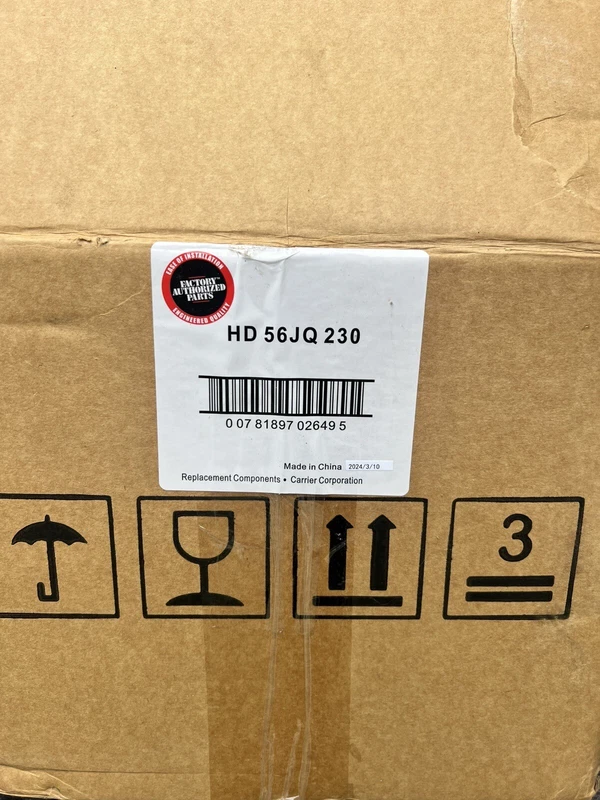 EASE OF INSTALLATION
FACTORY™
AUTHORIZED
PARTS
ENGINEERED QUALITY
HD 56JQ 230
0 07 81897 02649 5
Made in China 2024/3/10
Replacement Components • Carrier Corporation
3